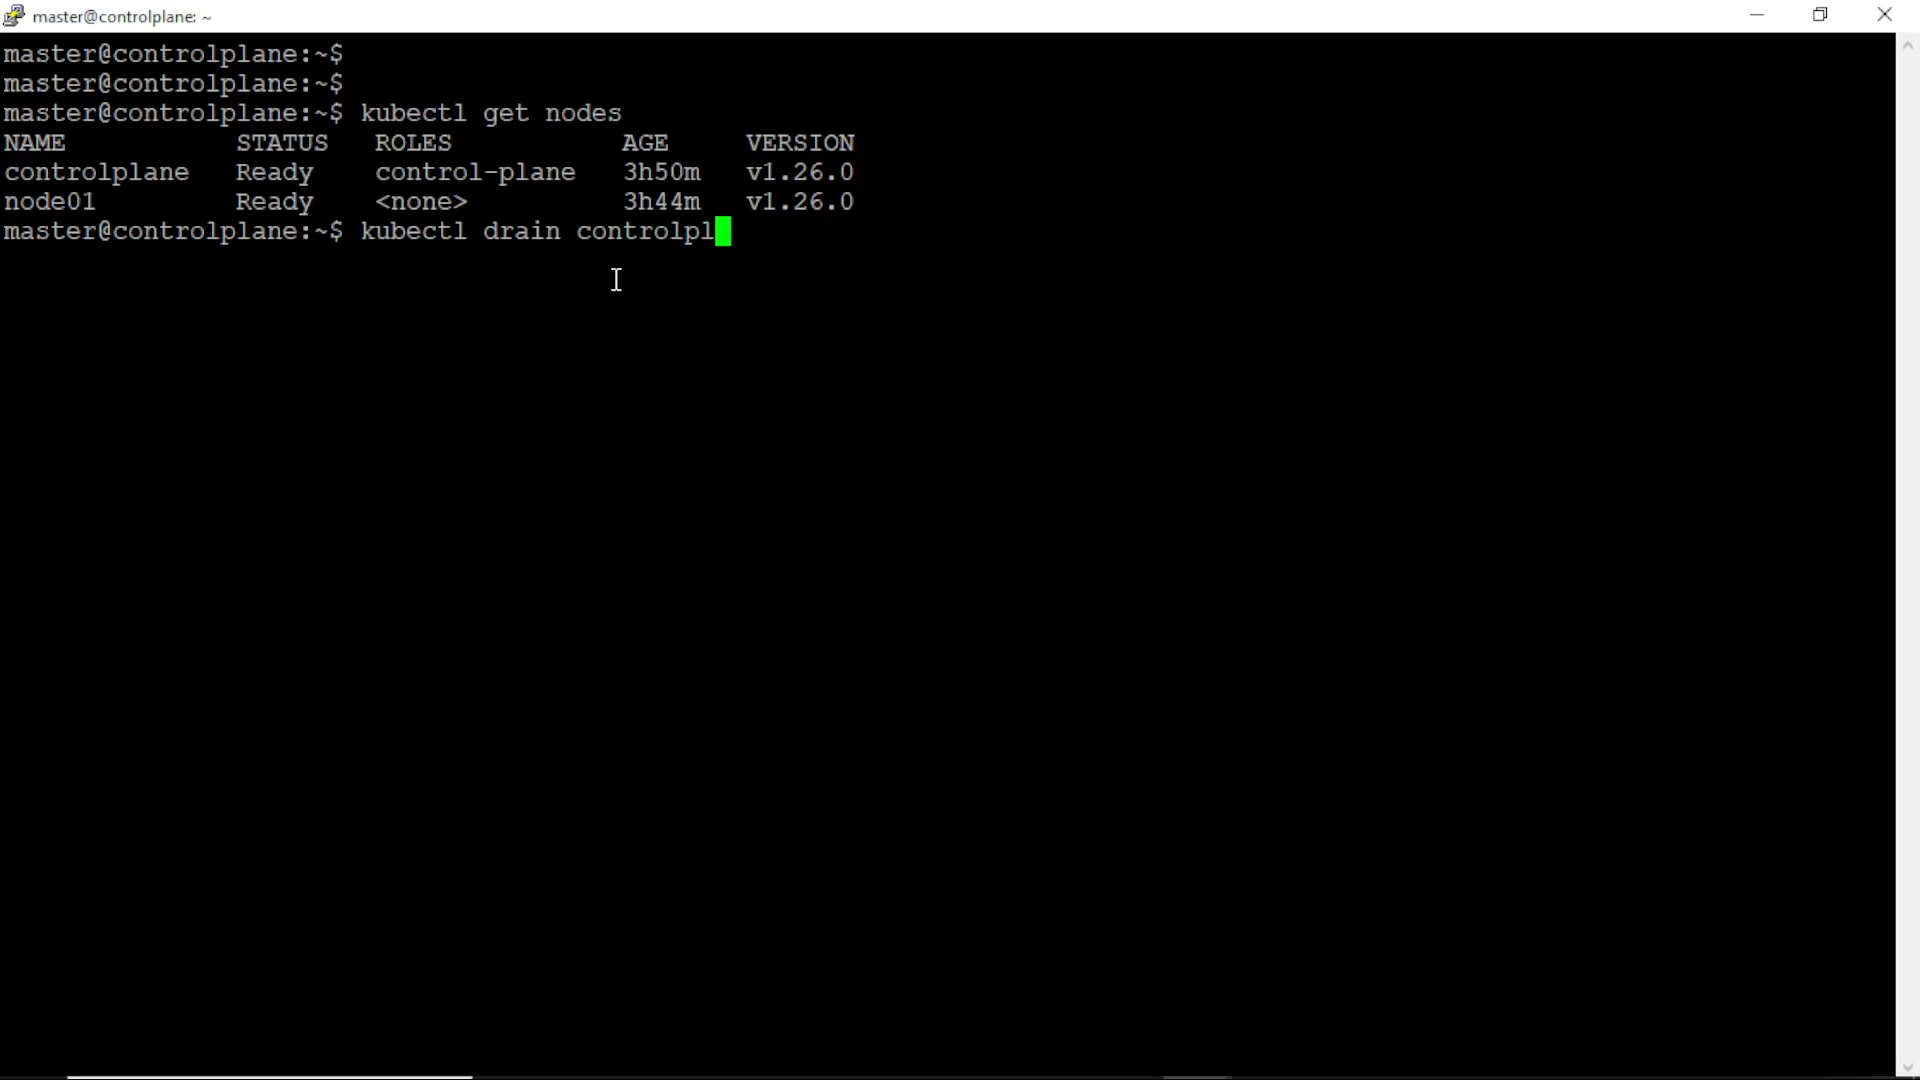 master@controlplane: ~
master@controlplane:~$
master@controlplane:~$
master@controlplane:~$ kubectl get nodes
NAME STATUS ROLES AGE VERSION
controlplane Ready control-plane 3h50m v1.26.0
node01 Ready <none> 3h44m v1.26.0
master@controlplane:~$ kubectl drain controlpl